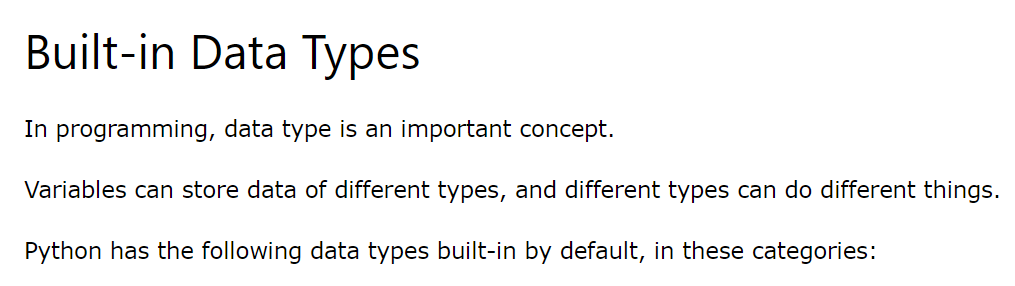 Built-in Data Types
In programming, data type is an important concept.
Variables can store data of different types, and different types can do different things.
Python has the following data types built-in by default, in these categories: